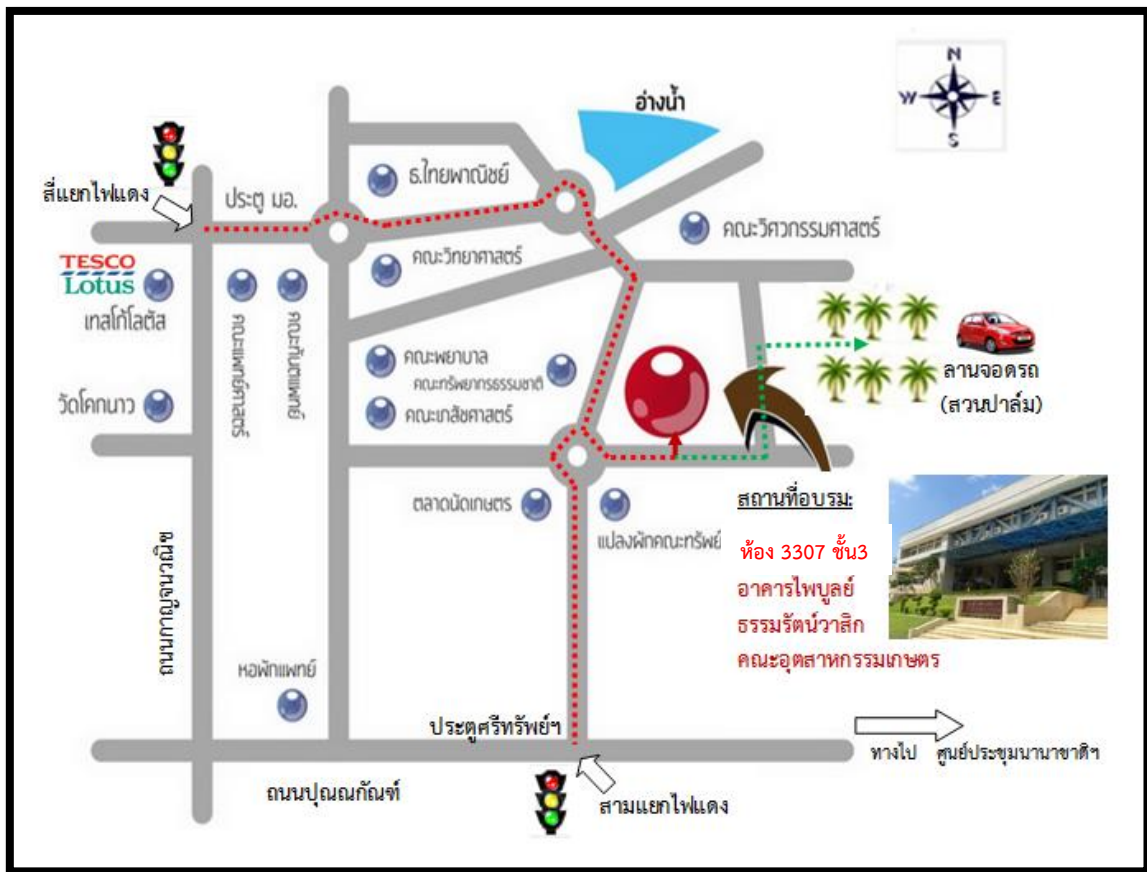 N
W E
S
อ่างน้ำ
สี่แยกไฟแดง
ประตู มอ.
ธ.ไทยพาณิชย์
คณะวิศวกรรมศาสตร์
คณะวิทยาศาสตร์
TESCO
Lotus
เทสโก้โลตัส
คณะแพทย์ศาสตร์
คณะทันตแพทย์
วัดโคกนาว
คณะพยาบาล
คณะทรัพยากรธรรมชาติ
คณะเภสัชศาสตร์
ลานจอดรถ
(สวนปาล์ม)
ตลาดนัดเกษตร
แปลงผักคณะทรัพย์
สถานที่อบรม:
ห้อง 3307 ชั้น3
อาคารไพบูลย์
ธรรมรัตน์วาสิก
คณะอุตสาหกรรมเกษตร
ถนนกาญจนวณิช
หอพักแพทย์
ประตูศรีทรัพย์ฯ
ทางไป ศูนย์ประชุมนานาชาติฯ
ถนนปุณณกัณฑ์
สามแยกไฟแดง